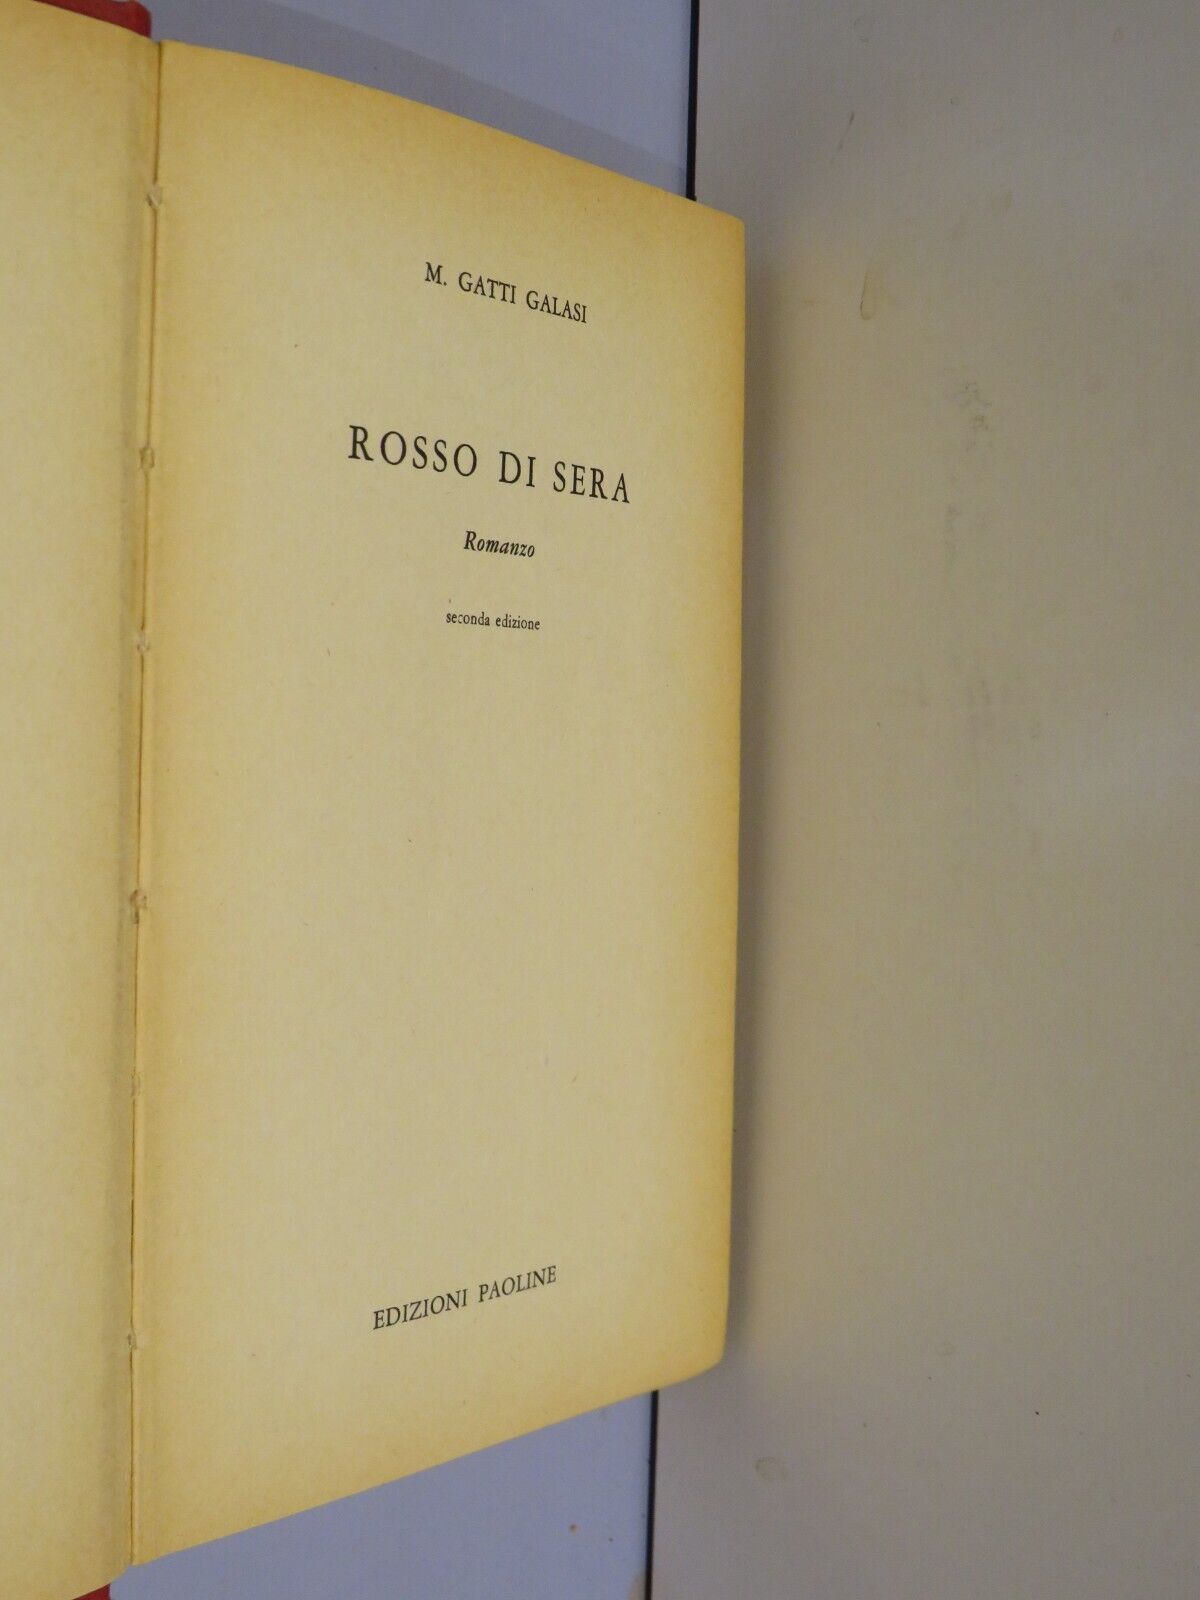 M. GATTI GALASI
ROSSO DI SERA
Romanzo
seconda edizione
EDIZIONI PAOLINE